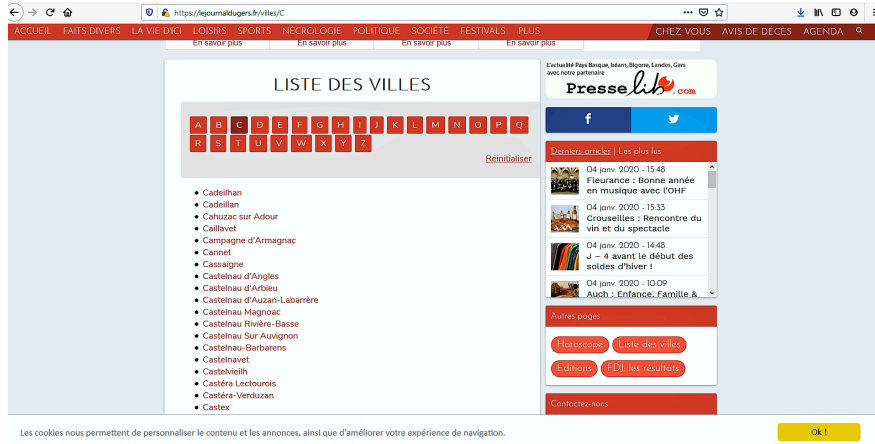 https://lejournaldugers.fr/villes/C
ACCUEIL FAITS DIVERS LA VIE D'ICI LOISIRS SPORTS NÉCROLOGIE POLITIQUE SOCIÉTÉ FESTIVALS PLUS CHEZ VOUS AVIS DE DÉCÈS AGENDA
En savoir plus En savoir plus En savoir plus En savoir plus
LISTE DES VILLES
A B C D E F G H I J K L M N O P Q
R S T U V W X Y Z
Réinitialiser
Cadeilhan
Cadeillan
Cahuzac sur Adour
Caillavet
Campagne d'Armagnac
Cannet
Cassaigne
Castelnau d'Angles
Castelnau d'Arbieu
Castelnau d'Auzan-Labarrère
Castelnau Magnoac
Castelnau Rivière-Basse
Castelnau Sur Auvignon
Castelnau-Barbarens
Castelnavet
Castelvieilh
Castéra Lectourois
Castéra-Verduzan
Castex
L'actualité Pays Basque, béarn, Bigorre, Landes, Gers
avec notre partenaire
Presselib.com
f
Derniers articles | Les plus lus
04 janv. 2020 - 15:48
Fleurance : Bonne année
en musique avec l'OHF
04 janv. 2020 - 15:33
Crouseilles : Rencontre du
vin et du spectacle
04 janv. 2020 - 14:48
J – 4 avant le début des
soldes d'hiver !
04 janv. 2020 - 10:09
Auch : Enfance, Famille &
Autres pages
Horoscope Liste des villes
Editions FDJ, les résultats
Contactez-nous
Les cookies nous permettent de personnaliser le contenu et les annonces, ainsi que d'améliorer votre expérience de navigation.
Ok !